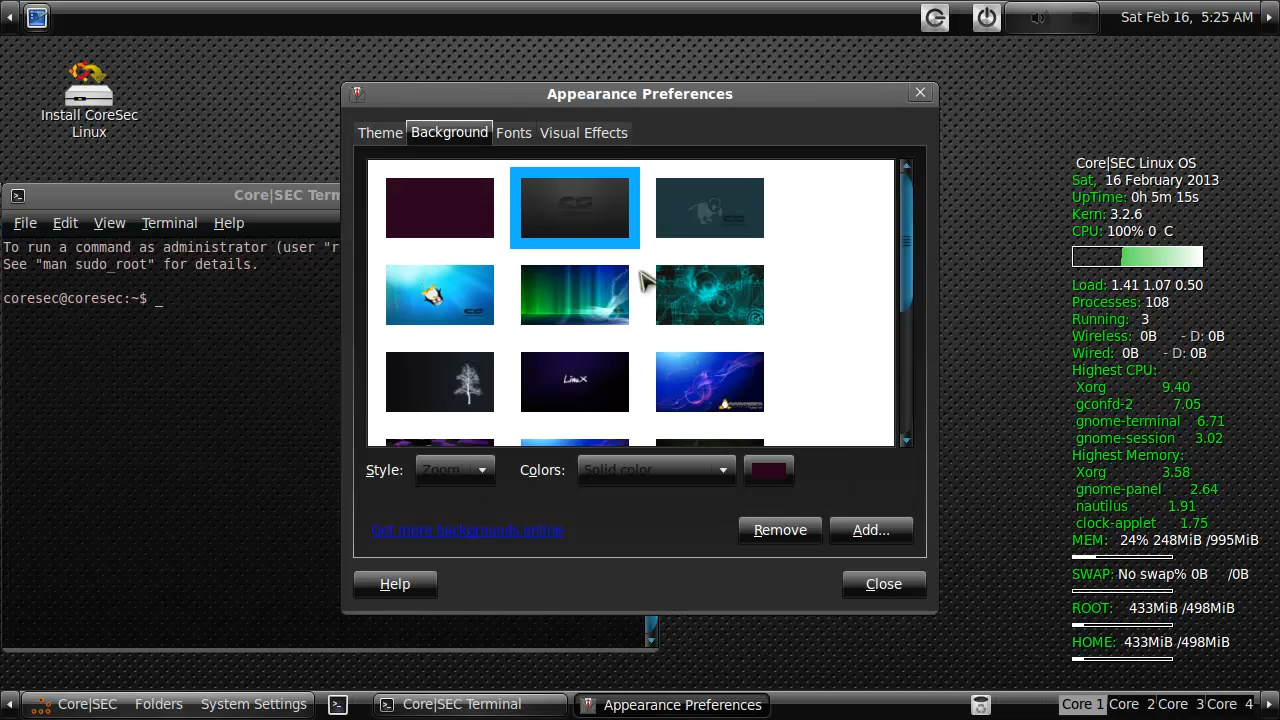 Sat Feb 16, 5:25 AM
Install CoreSec
Linux
Core|SEC Term
File Edit View Terminal Help
To run a command as administrator (user "r
See "man sudo_root" for details.
coresec@coresec:~$ _
Appearance Preferences
Theme Background Fonts Visual Effects
LinuX
Style: Zoom Colors: Solid color
Get more backgrounds online
Remove Add...
Help Close
Core|SEC Linux OS
Sat, 16 February 2013
UpTime: 0h 5m 15s
Kern: 3.2.6
CPU: 100% 0 C
Load: 1.41 1.07 0.50
Processes: 108
Running: 3
Wireless: 0B - D: 0B
Wired: 0B - D: 0B
Highest CPU:
Xorg 9.40
gconfd-2 7.05
gnome-terminal 6.71
gnome-session 3.02
Highest Memory:
Xorg 3.58
gnome-panel 2.64
nautilus 1.91
clock-applet 1.75
MEM: 24% 248MiB /995MiB
SWAP: No swap% 0B /0B
ROOT: 433MiB /498MiB
HOME: 433MiB /498MiB
Core|SEC Folders System Settings Core|SEC Terminal Appearance Preferences Core 1 Core 2 Core 3 Core 4